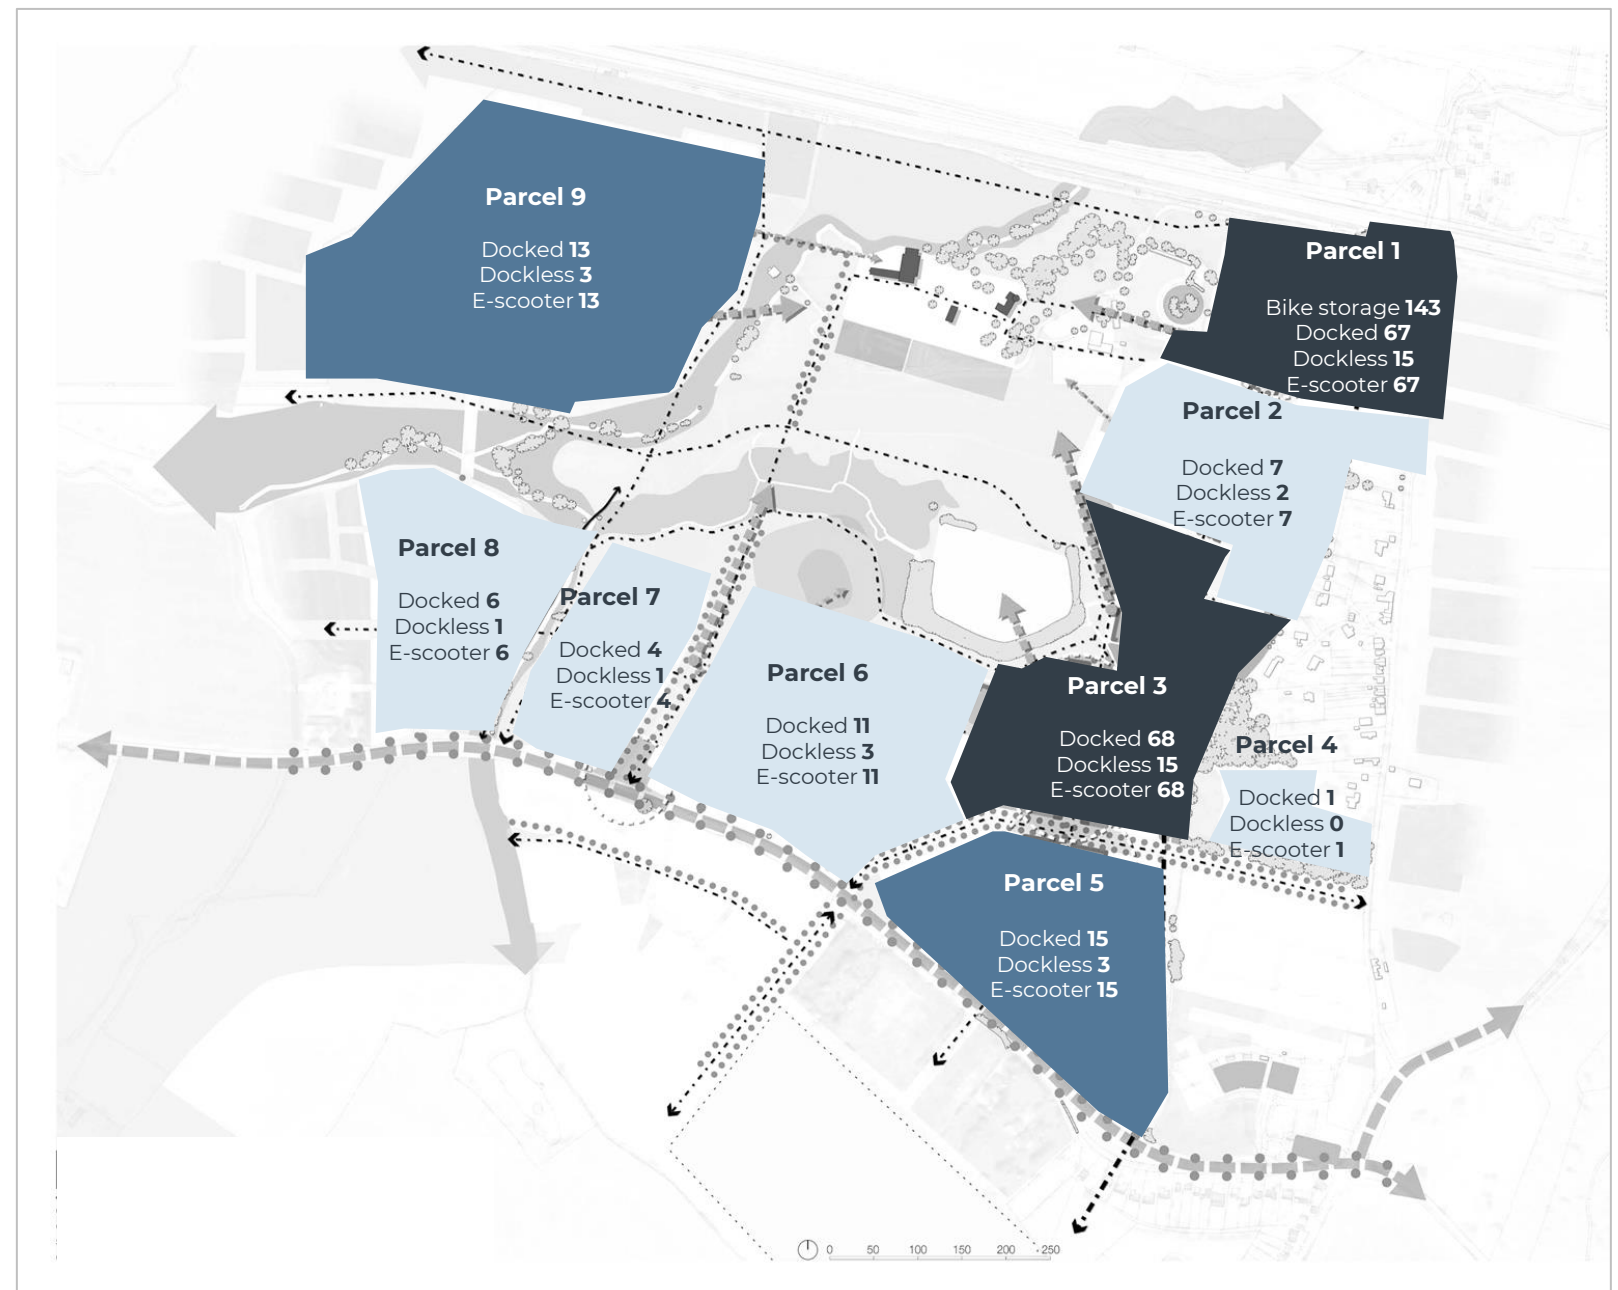 Parcel 9
Docked 13
Dockless 3
E-scooter 13
Parcel 1
Bike storage 143
Docked 67
Dockless 15
E-scooter 67
Parcel 2
Docked 7
Dockless 2
E-scooter 7
Parcel 8
Docked 6
Dockless 1
E-scooter 6
Parcel 7
Docked 4
Dockless 1
E-scooter 4
Parcel 6
Docked 11
Dockless 3
E-scooter 11
Parcel 3
Docked 68
Dockless 15
E-scooter 68
Parcel 4
Docked 1
Dockless 0
E-scooter 1
Parcel 5
Docked 15
Dockless 3
E-scooter 15
0 50 100 150 200 250